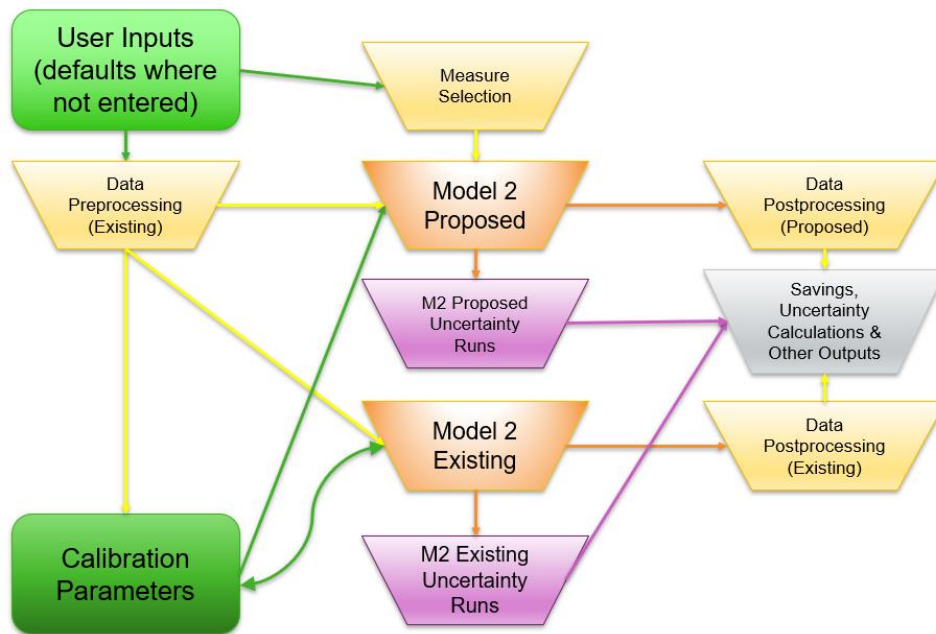 User Inputs
(defaults where
not entered)
Measure
Selection
Data
Preprocessing
(Existing)
Model 2
Proposed
Data
Postprocessing
(Proposed)
M2 Proposed
Uncertainty
Runs
Savings,
Uncertainty
Calculations &
Other Outputs
Model 2
Existing
Data
Postprocessing
(Existing)
Calibration
Parameters
M2 Existing
Uncertainty
Runs